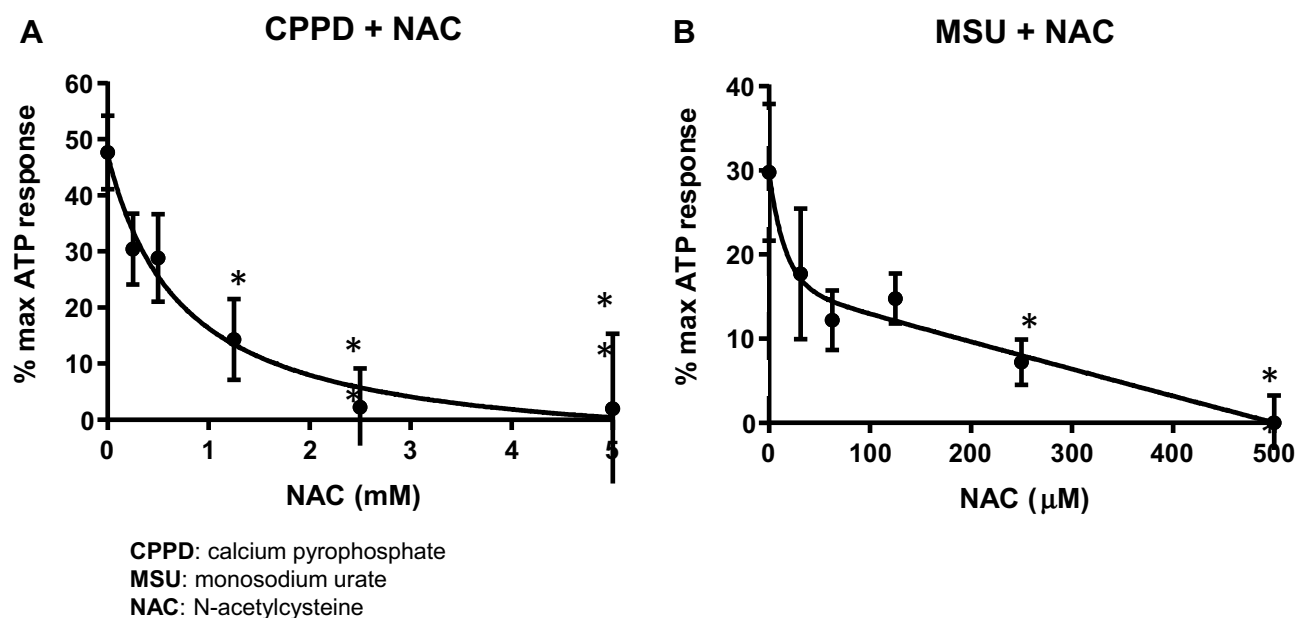 A
CPPD + NAC
% max ATP response
60
50
40
30
20
10
0
*
*
*
*
*
0 1 2 3 4 5
NAC (mM)
B
MSU + NAC
% max ATP response
40
30
20
10
0
*
*
*
0 100 200 300 400 500
NAC (μM)
CPPD: calcium pyrophosphate
MSU: monosodium urate
NAC: N-acetylcysteine